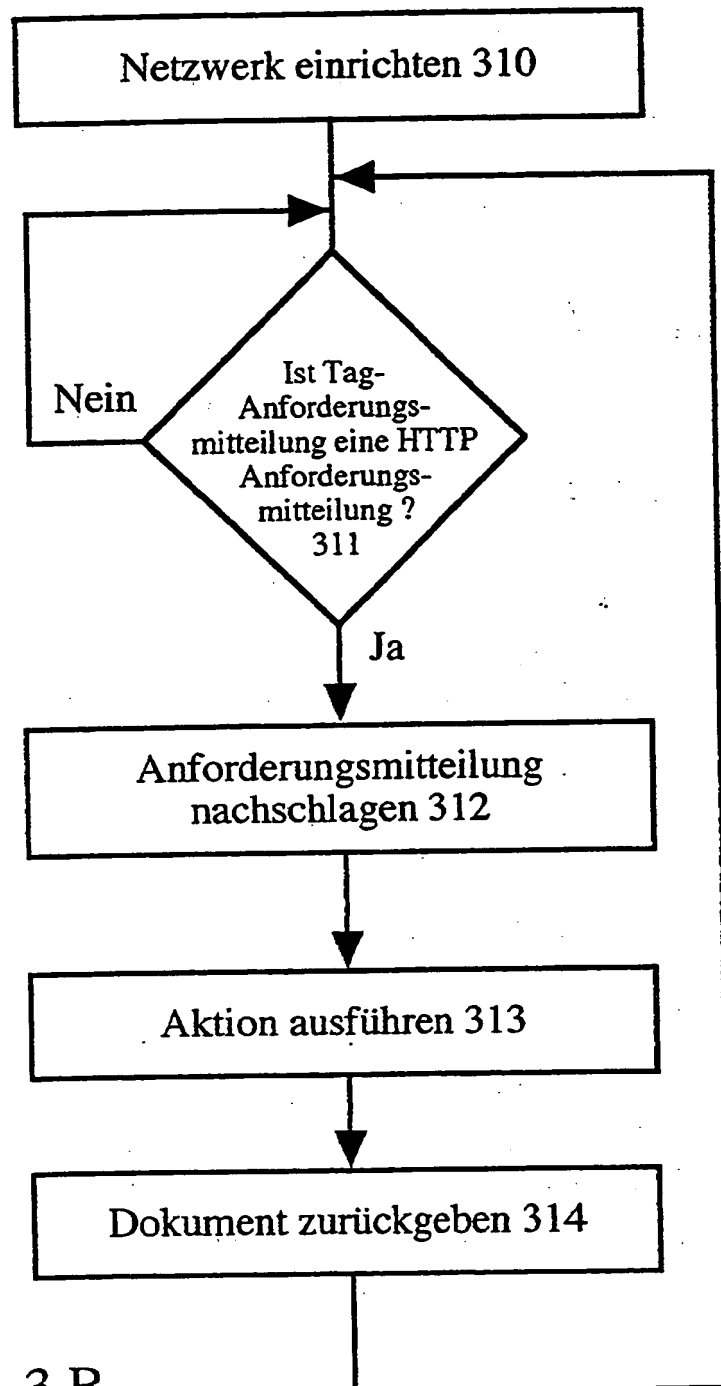 Netzwerk einrichten 310
Nein
Ist Tag-
Anforderungs-
mitteilung eine HTTP
Anforderungs-
mitteilung ?
311
Ja
Anforderungsmitteilung
nachschlagen 312
Aktion ausführen 313
Dokument zurückgeben 314